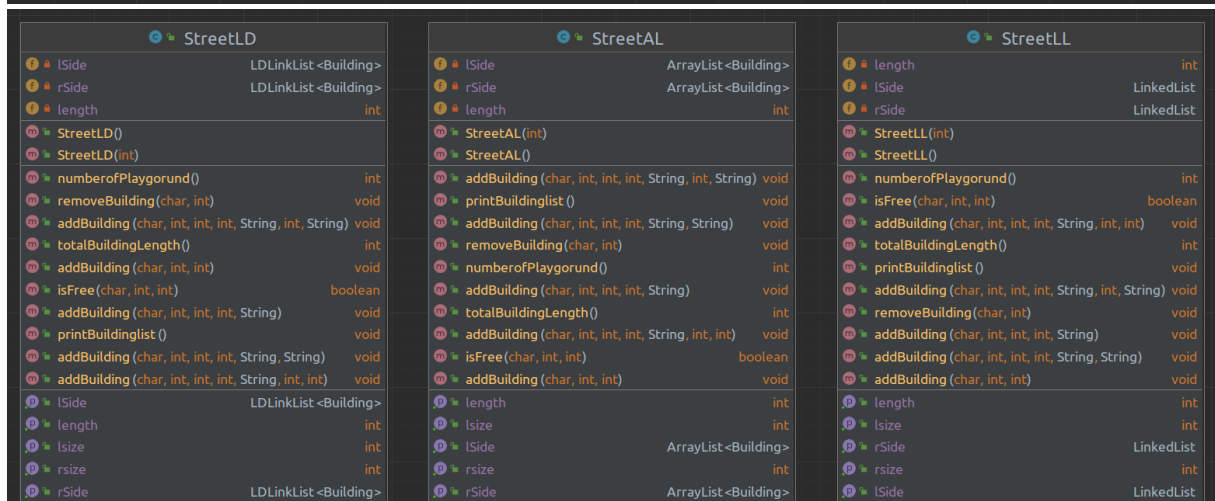 StreetLD
lSide LDLinkList<Building>
rSide LDLinkList<Building>
length int
StreetLD()
StreetLD(int)
numberofPlaygorund() int
removeBuilding(char, int) void
addBuilding(char, int, int, int, String, int, String) void
totalBuildingLength() int
addBuilding(char, int, int) void
isFree(char, int, int) boolean
addBuilding(char, int, int, int, String) void
printBuildinglist() void
addBuilding(char, int, int, int, String, String) void
addBuilding(char, int, int, int, String, int, int) void
lSide LDLinkList<Building>
length int
lsize int
rsize int
rSide LDLinkList<Building>
StreetAL
lSide ArrayList<Building>
rSide ArrayList<Building>
length int
StreetAL(int)
StreetAL()
addBuilding(char, int, int, int, String, int, String) void
printBuildinglist() void
addBuilding(char, int, int, int, String, String) void
removeBuilding(char, int) void
numberofPlaygorund() int
addBuilding(char, int, int, int, String) void
totalBuildingLength() int
addBuilding(char, int, int, int, String, int, int) void
isFree(char, int, int) boolean
addBuilding(char, int, int) void
length int
lsize int
lSide ArrayList<Building>
rsize int
rSide ArrayList<Building>
StreetLL
length int
lSide LinkedList
rSide LinkedList
StreetLL(int)
StreetLL()
numberofPlaygorund() int
isFree(char, int, int) boolean
addBuilding(char, int, int, int, String, int, int) void
totalBuildingLength() int
printBuildinglist() void
addBuilding(char, int, int, int, String, int, String) void
removeBuilding(char, int) void
addBuilding(char, int, int, int, String) void
addBuilding(char, int, int, int, String, String) void
addBuilding(char, int, int) void
length int
lsize int
rSide LinkedList
rsize int
lSide LinkedList